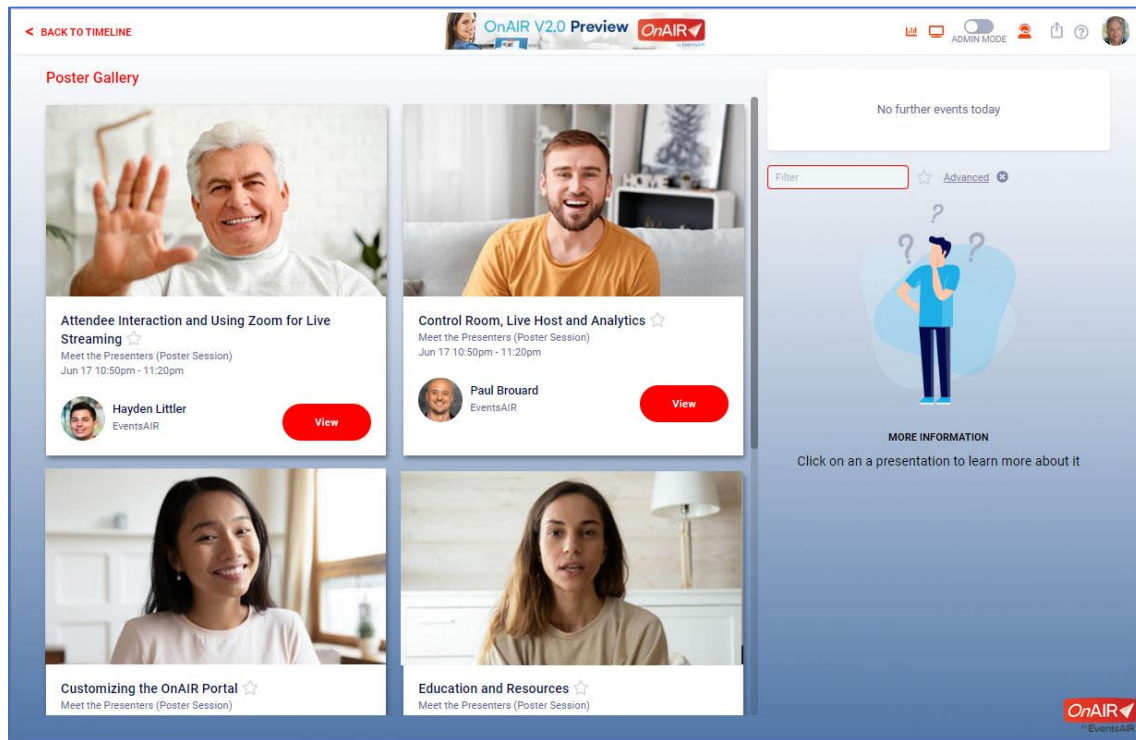 < BACK TO TIMELINE
OnAIR V2.0 Preview
OnAIR
by EventsAIR
ADMIN MODE
Poster Gallery
Attendee Interaction and Using Zoom for Live
Streaming
Meet the Presenters (Poster Session)
Jun 17 10:50pm - 11:20pm
Hayden Littler
EventsAIR
View
HOME
Control Room, Live Host and Analytics
Meet the Presenters (Poster Session)
Jun 17 10:50pm - 11:20pm
Paul Brouard
EventsAIR
View
Customizing the OnAIR Portal
Meet the Presenters (Poster Session)
Education and Resources
Meet the Presenters (Poster Session)
No further events today
Filter
Advanced
? ? ?
MORE INFORMATION
Click on an a presentation to learn more about it
OnAIR
BY EventsAIR